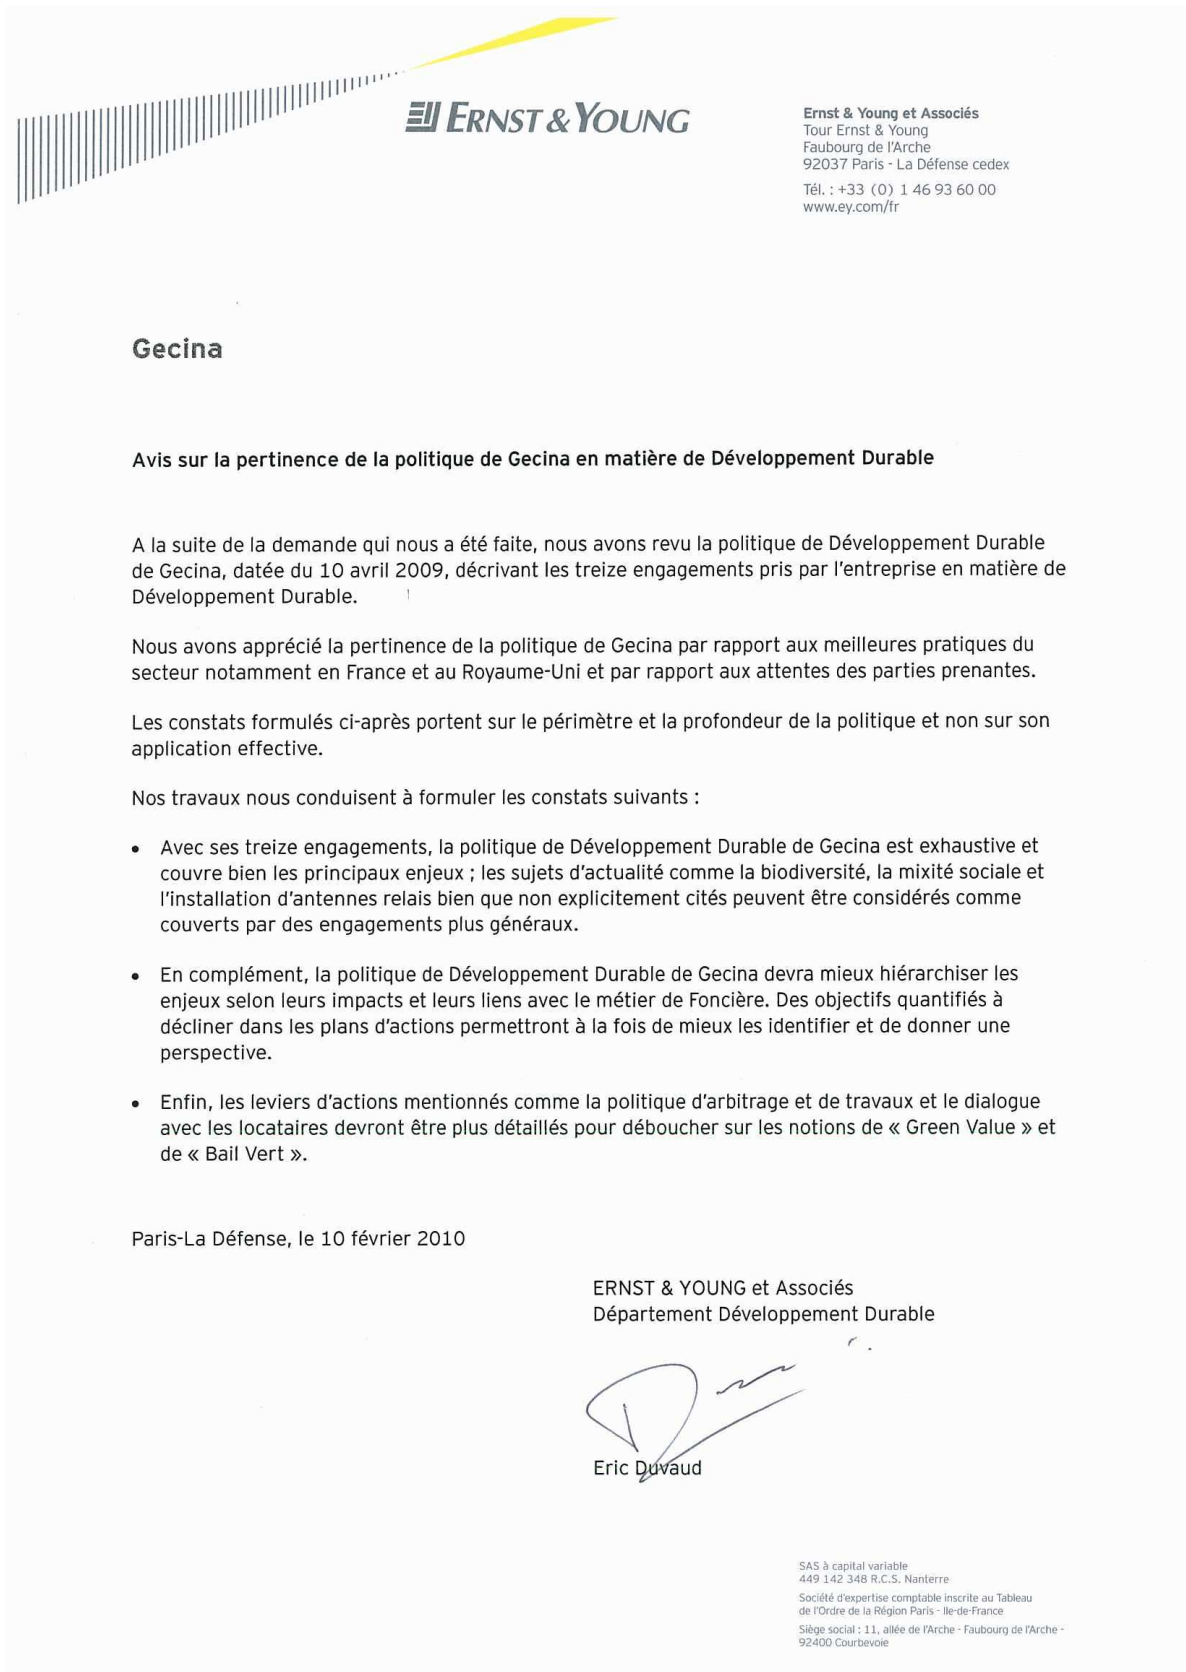 ERNST & YOUNG
Ernst & Young et Associés
Tour Ernst & Young
Faubourg de l'Arche
92037 Paris - La Défense cedex
Tél. : +33 (0) 1 46 93 60 00
www.ey.com/fr
Gecina
Avis sur la pertinence de la politique de Gecina en matière de Développement Durable
A la suite de la demande qui nous a été faite, nous avons revu la politique de Développement Durable
de Gecina, datée du 10 avril 2009, décrivant les treize engagements pris par l'entreprise en matière de
Développement Durable.
Nous avons apprécié la pertinence de la politique de Gecina par rapport aux meilleures pratiques du
secteur notamment en France et au Royaume-Uni et par rapport aux attentes des parties prenantes.
Les constats formulés ci-après portent sur le périmètre et la profondeur de la politique et non sur son
application effective.
Nos travaux nous conduisent à formuler les constats suivants :
• Avec ses treize engagements, la politique de Développement Durable de Gecina est exhaustive et
couvre bien les principaux enjeux ; les sujets d'actualité comme la biodiversité, la mixité sociale et
l'installation d'antennes relais bien que non explicitement cités peuvent être considérés comme
couverts par des engagements plus généraux.
• En complément, la politique de Développement Durable de Gecina devra mieux hiérarchiser les
enjeux selon leurs impacts et leurs liens avec le métier de Foncière. Des objectifs quantifiés à
décliner dans les plans d'actions permettront à la fois de mieux les identifier et de donner une
perspective.
• Enfin, les leviers d'actions mentionnés comme la politique d'arbitrage et de travaux et le dialogue
avec les locataires devront être plus détaillés pour déboucher sur les notions de « Green Value » et
de « Bail Vert ».
Paris-La Défense, le 10 février 2010
ERNST & YOUNG et Associés
Département Développement Durable
Eric Duvaud
SAS à capital variable
449 142 348 R.C.S. Nanterre
Société d'expertise comptable inscrite au Tableau
de l'Ordre de la Région Paris - Ile-de-France
Siège social : 11, allée de l'Arche - Faubourg de l'Arche -
92400 Courbevoie